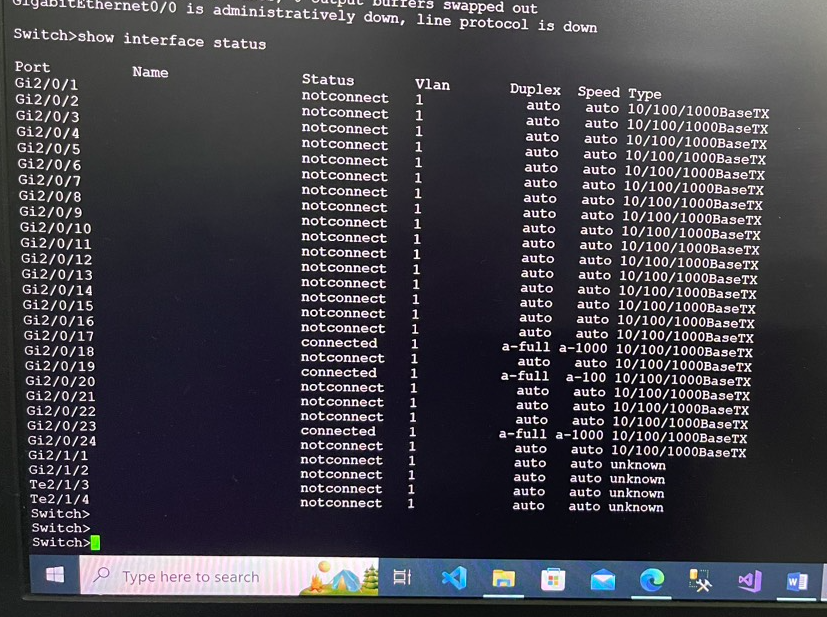 output buffers swapped out
GigabitEthernet0/0 is administratively down, line protocol is down
Switch>show interface status
Port Name Status Vlan Duplex Speed Type
Gi2/0/1 notconnect 1 auto auto 10/100/1000BaseTX
Gi2/0/2 notconnect 1 auto auto 10/100/1000BaseTX
Gi2/0/3 notconnect 1 auto auto 10/100/1000BaseTX
Gi2/0/4 notconnect 1 auto auto 10/100/1000BaseTX
Gi2/0/5 notconnect 1 auto auto 10/100/1000BaseTX
Gi2/0/6 notconnect 1 auto auto 10/100/1000BaseTX
Gi2/0/7 notconnect 1 auto auto 10/100/1000BaseTX
Gi2/0/8 notconnect 1 auto auto 10/100/1000BaseTX
Gi2/0/9 notconnect 1 auto auto 10/100/1000BaseTX
Gi2/0/10 notconnect 1 auto auto 10/100/1000BaseTX
Gi2/0/11 notconnect 1 auto auto 10/100/1000BaseTX
Gi2/0/12 notconnect 1 auto auto 10/100/1000BaseTX
Gi2/0/13 notconnect 1 auto auto 10/100/1000BaseTX
Gi2/0/14 notconnect 1 auto auto 10/100/1000BaseTX
Gi2/0/15 notconnect 1 auto auto 10/100/1000BaseTX
Gi2/0/16 notconnect 1 auto auto 10/100/1000BaseTX
Gi2/0/17 connected 1 a-full a-1000 10/100/1000BaseTX
Gi2/0/18 notconnect 1 auto auto 10/100/1000BaseTX
Gi2/0/19 connected 1 a-full a-100 10/100/1000BaseTX
Gi2/0/20 notconnect 1 auto auto 10/100/1000BaseTX
Gi2/0/21 notconnect 1 auto auto 10/100/1000BaseTX
Gi2/0/22 notconnect 1 auto auto 10/100/1000BaseTX
Gi2/0/23 connected 1 a-full a-1000 10/100/1000BaseTX
Gi2/0/24 notconnect 1 auto auto 10/100/1000BaseTX
Gi2/1/1 notconnect 1 auto auto unknown
Gi2/1/2 notconnect 1 auto auto unknown
Te2/1/3 notconnect 1 auto auto unknown
Te2/1/4 notconnect 1 auto auto unknown
Switch>
Switch>
Switch>
Type here to search